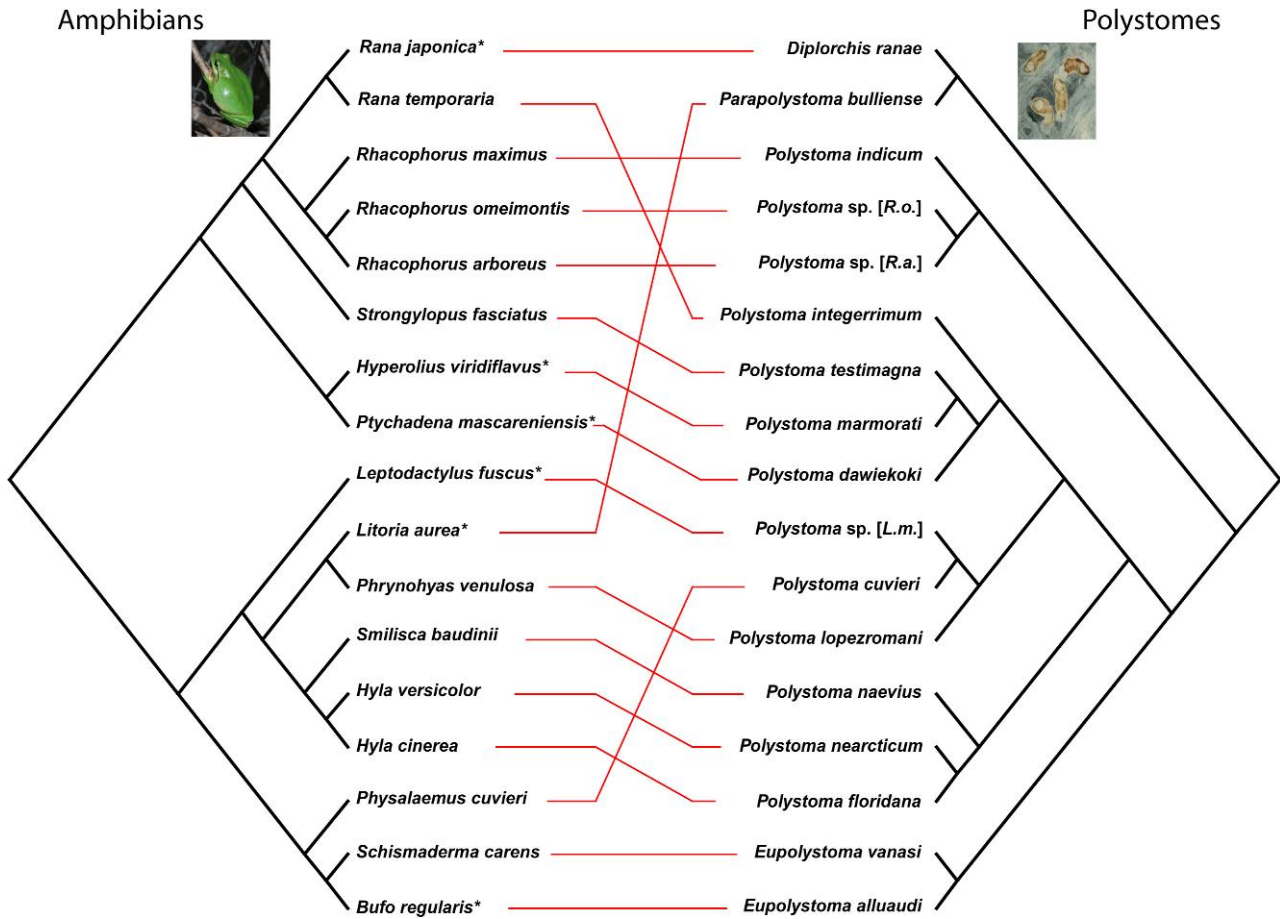 Amphibians
Polystomes
Rana japonica*
Diplorchis ranae
Rana temporaria
Parapolystoma bulliense
Rhacophorus maximus
Polystoma indicum
Rhacophorus omeimontis
Polystoma sp. [R.o.]
Rhacophorus arboreus
Polystoma sp. [R.a.]
Strongylopus fasciatus
Polystoma integerrimum
Hyperolius viridiflavus*
Polystoma testimagna
Ptychadena mascareniensis*
Polystoma marmorati
Leptodactylus fuscus*
Polystoma dawiekoki
Litoria aurea*
Polystoma sp. [L.m.]
Phrynohyas venulosa
Polystoma cuvieri
Smilisca baudinii
Polystoma lopezromani
Hyla versicolor
Polystoma naevius
Hyla cinerea
Polystoma nearcticum
Physalaemus cuvieri
Polystoma floridana
Schismaderma carens
Eupolystoma vanasi
Bufo regularis*
Eupolystoma alluaudi